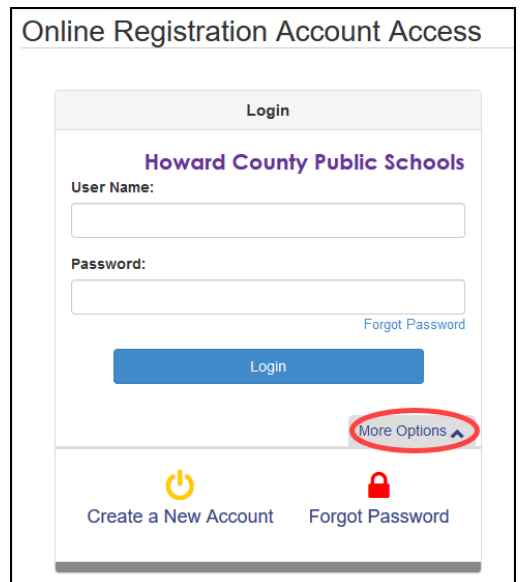 Online Registration Account Access
Login
Howard County Public Schools
User Name:
Password:
Forgot Password
Login
More Options
Create a New Account Forgot Password